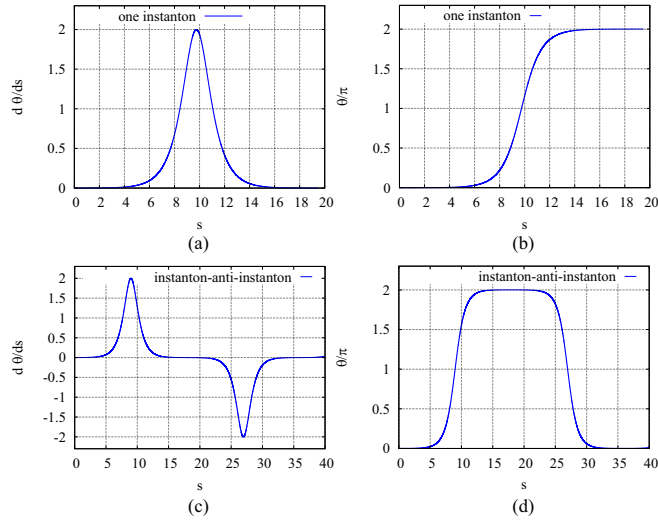 one instanton
2
1.5
1
0.5
0
d θ/ds
0 2 4 6 8 10 12 14 16 18 20
s
(a)
one instanton
2
1.5
1
0.5
0
θ/π
0 2 4 6 8 10 12 14 16 18 20
s
(b)
instanton-anti-instanton
2
1.5
1
0.5
0
-0.5
-1
-1.5
-2
d θ/ds
0 5 10 15 20 25 30 35 40
s
(c)
instanton-anti-instanton
2
1.5
1
0.5
0
θ/π
0 5 10 15 20 25 30 35 40
s
(d)